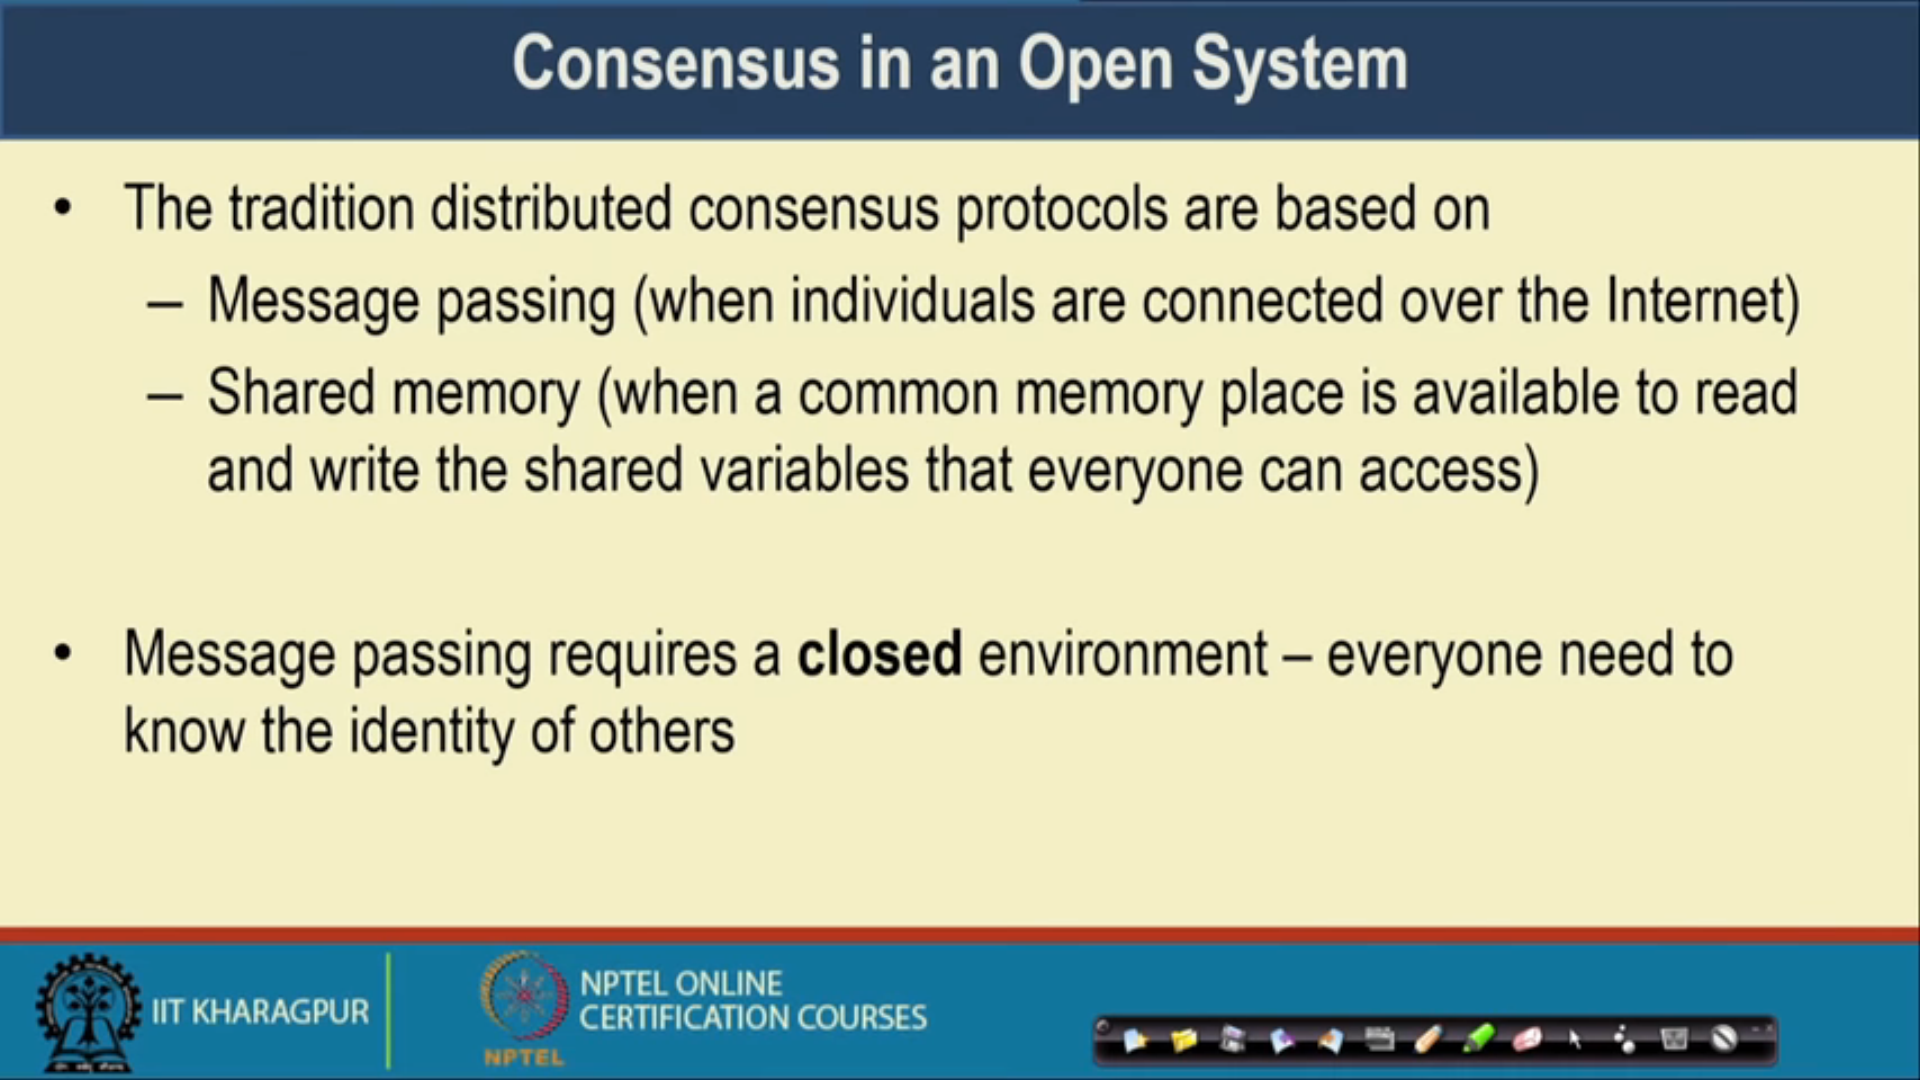 Consensus in an Open System
• The tradition distributed consensus protocols are based on
– Message passing (when individuals are connected over the Internet)
– Shared memory (when a common memory place is available to read
and write the shared variables that everyone can access)
• Message passing requires a closed environment – everyone need to
know the identity of others
IIT KHARAGPUR
NPTEL
NPTEL ONLINE
CERTIFICATION COURSES